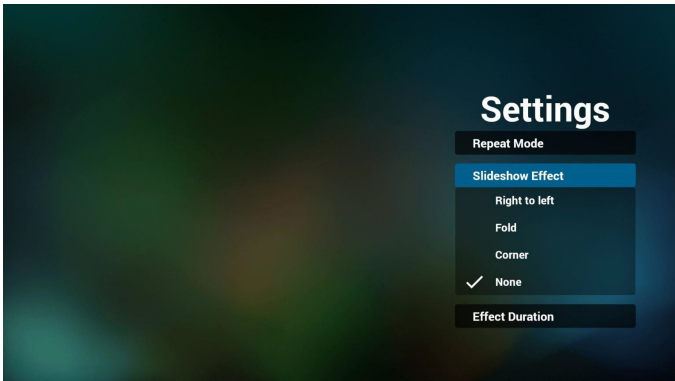 Settings
Repeat Mode
Slideshow Effect
Right to left
Fold
Corner
None
Effect Duration